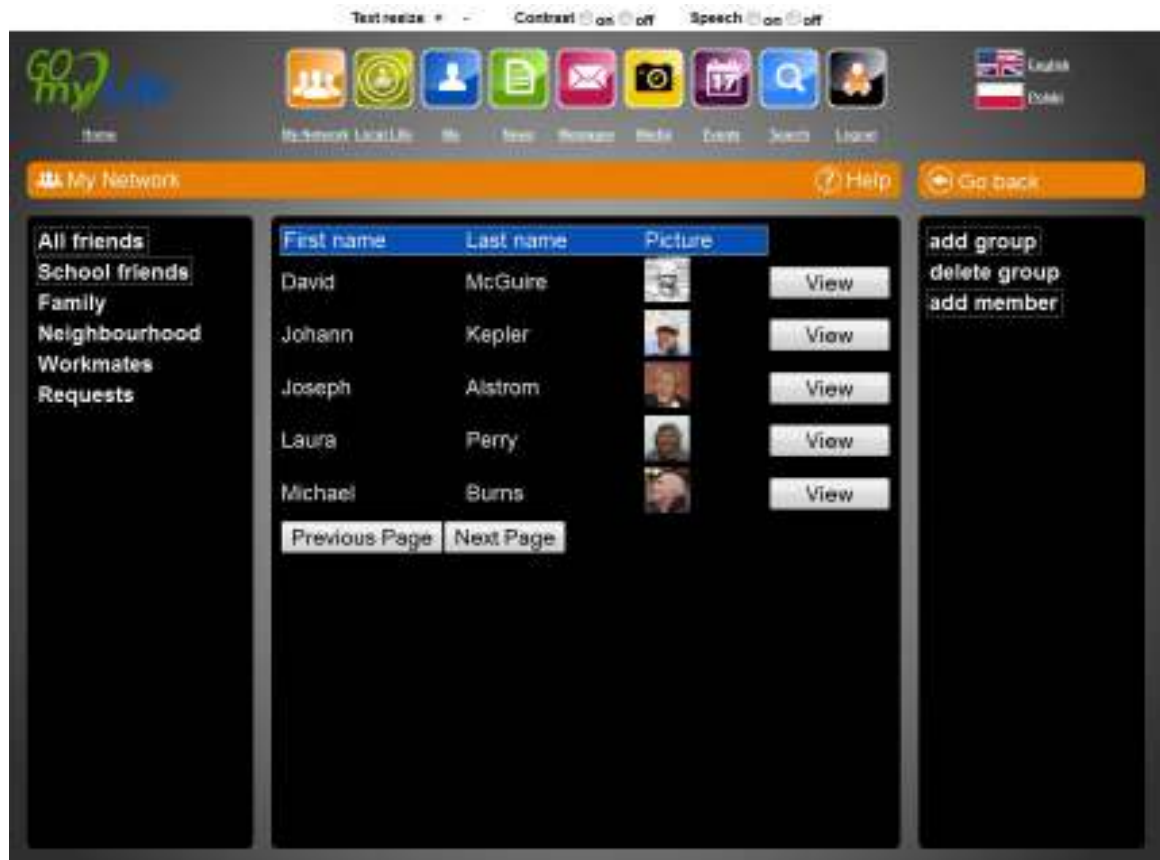 Text resize + - Contrast on off Speech on off
GO
my Life
English
Polski
Home My Network Local Life Me News Messages Media Events Search Logout
17
My Network ? Help Go back
All friends
School friends
Family
Neighbourhood
Workmates
Requests
First name Last name Picture
David McGuire View
Johann Kepler View
Joseph Alstrom View
Laura Perry View
Michael Burns View
Previous Page Next Page
add group
delete group
add member